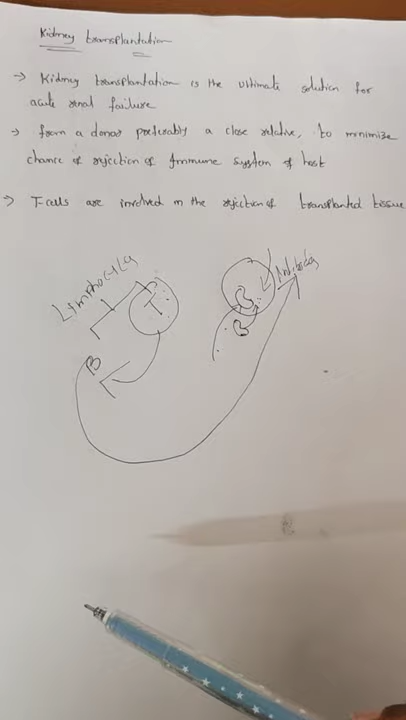 Kidney transplantation
→ Kidney transplantation is the ultimate solution for
acute renal failure
→ from a donor preferably a close relative, to minimize
chance of rejection of Immune system of host
→ T-cells are involved in the rejection of transplanted tissue
Lymphocytes
T
Antibodies
B